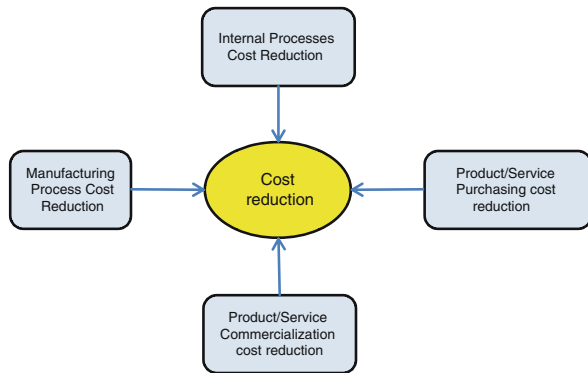 Internal Processes
Cost Reduction
Manufacturing
Process Cost
Reduction
Cost
reduction
Product/Service
Purchasing cost
reduction
Product/Service
Commercialization
cost reduction